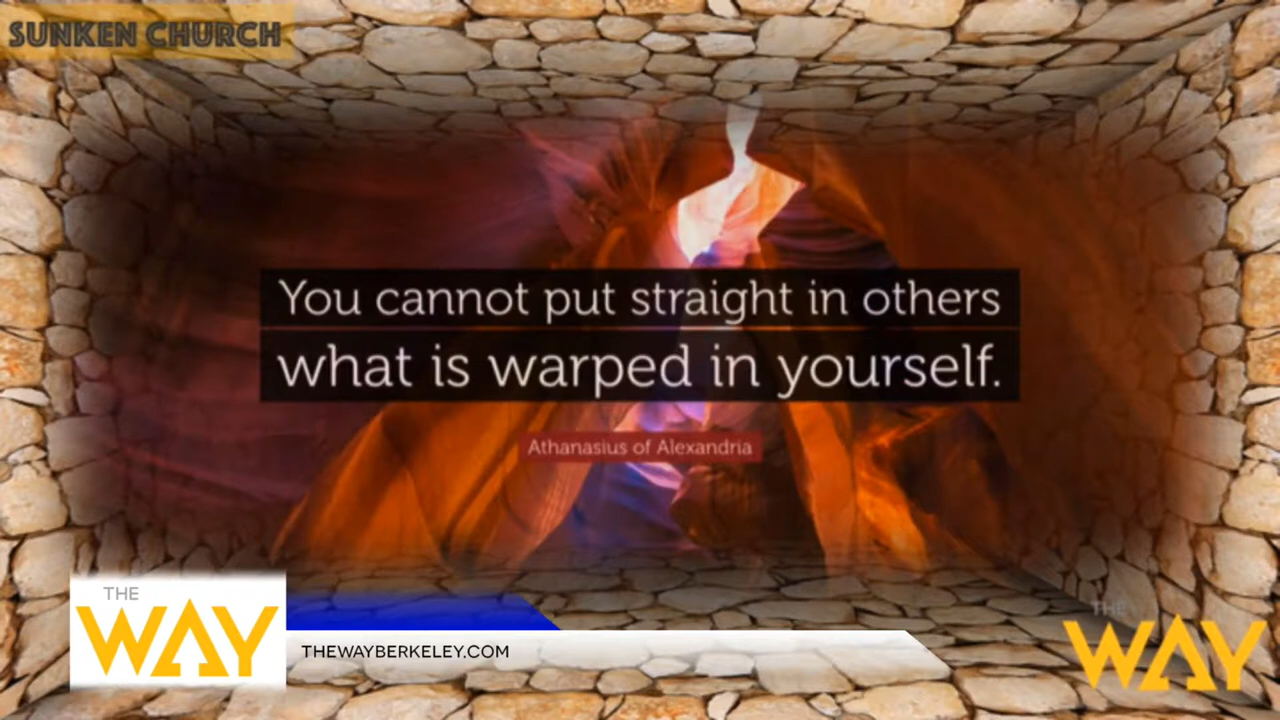 SUNKEN CHURCH
You cannot put straight in others
what is warped in yourself.
Athanasius of Alexandria
THE
WAY
THEWAYBERKELEY.COM
THE
WAY